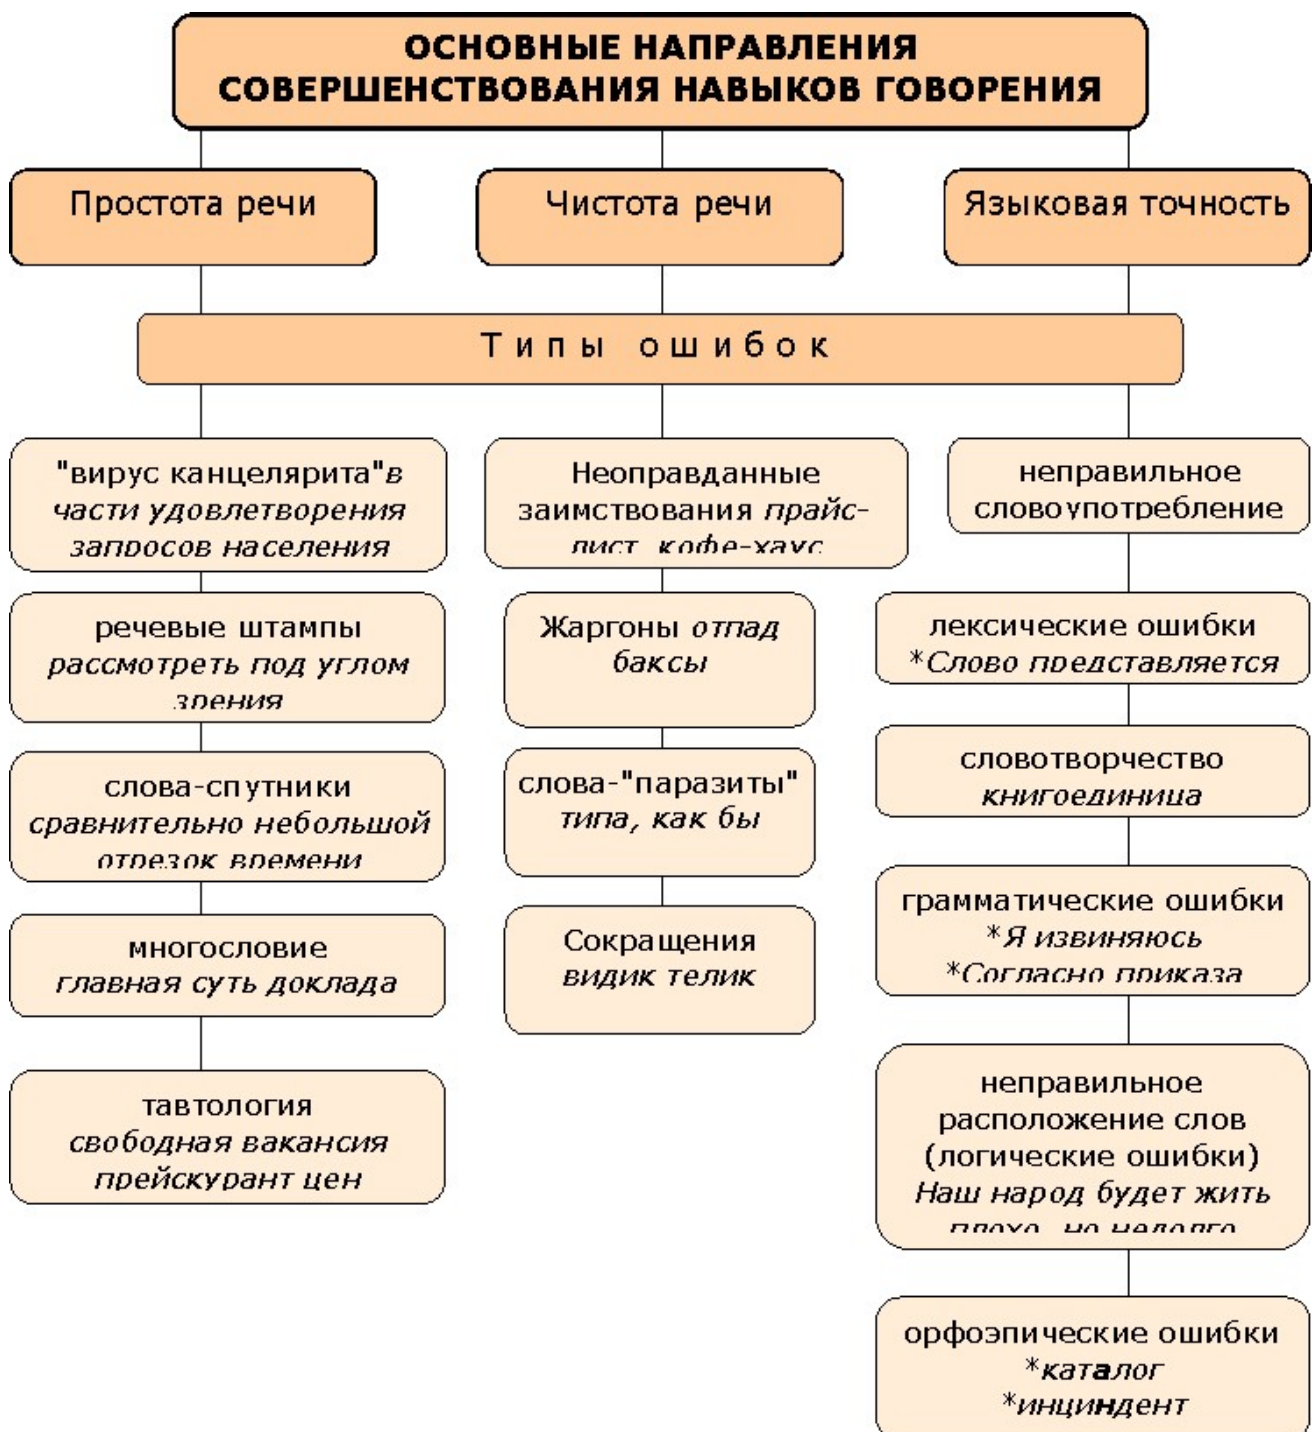 ОСНОВНЫЕ НАПРАВЛЕНИЯ
СОВЕРШЕНСТВОВАНИЯ НАВЫКОВ ГОВОРЕНИЯ
Простота речи
Чистота речи
Языковая точность
Типы ошибок
"вирус канцелярита"в
части удовлетворения
запросов населения
речевые штампы
рассмотреть под углом
зрения
слова-спутники
сравнительно небольшой
отрезок времени
многословие
главная суть доклада
тавтология
свободная вакансия
прейскурант цен
Неоправданные
заимствования прайс-
лист, кофе-хаус
Жаргоны отпад
баксы
слова-"паразиты"
типа, как бы
Сокращения
видик телик
неправильное
словоупотребление
лексические ошибки
*Слово представляется
словотворчество
книгоединица
грамматические ошибки
*Я извиняюсь
*Согласно приказа
неправильное
расположение слов
(логические ошибки)
Наш народ будет жить
плохо, но недолго
орфоэпические ошибки
*каталог
*инциндент